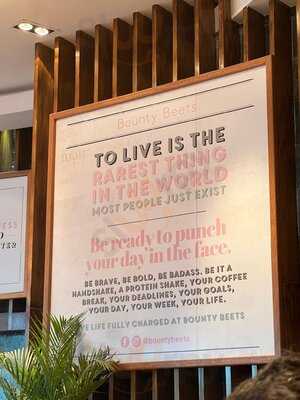 Bounty Beets
TO LIVE IS THE
RAREST THING
IN THE WORLD
MOST PEOPLE JUST EXIST
Be ready to punch
your day in the face.
BE BRAVE, BE BOLD, BE BADASS. BE IT A
HANDSHAKE, A PROTEIN SHAKE, YOUR COFFEE
BREAK, YOUR DEADLINES, YOUR GOALS,
YOUR DAY, YOUR WEEK, YOUR LIFE.
LIFE FULLY CHARGED AT BOUNTY BEETS
@bountybeets